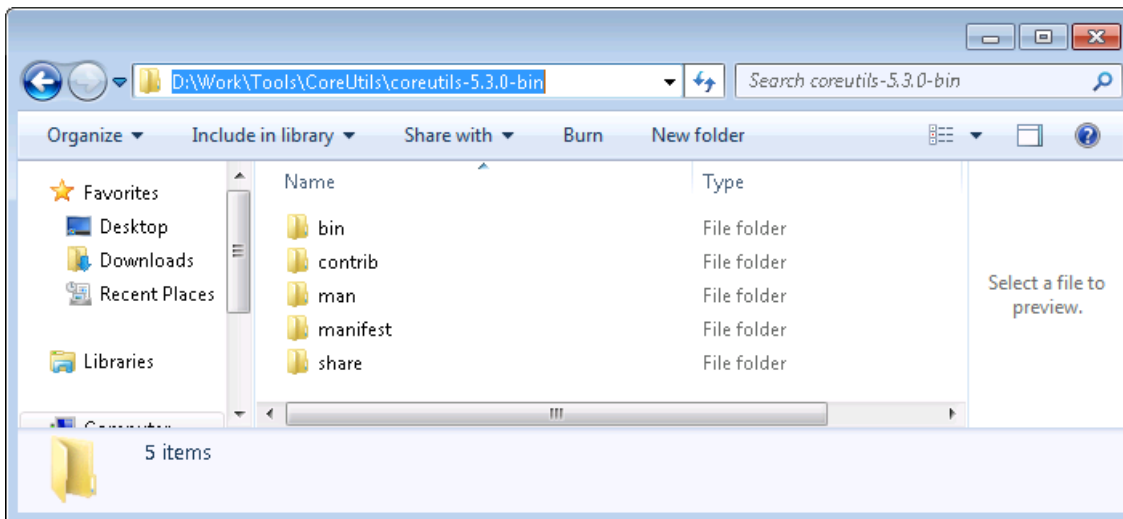 D:\Work\Tools\CoreUtils\coreutils-5.3.0-bin Search coreutils-5.3.0-bin
Organize Include in library Share with Burn New folder
Favorites
Desktop
Downloads
Recent Places
Libraries
Computer
Name Type
bin File folder
contrib File folder
man File folder
manifest File folder
share File folder
Select a file to
preview.
5 items